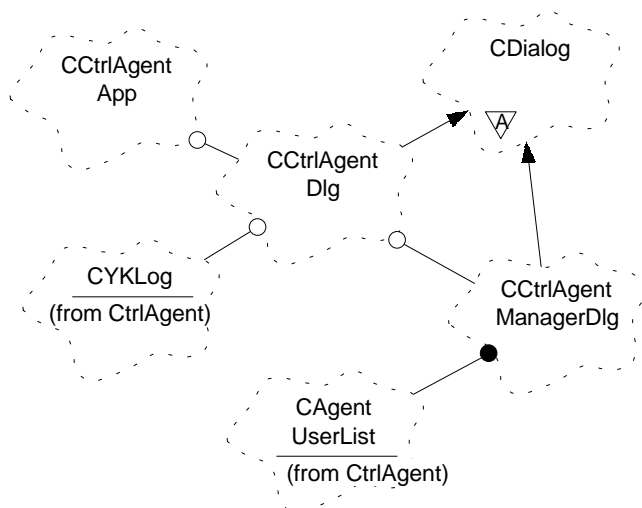 CCtrlAgent
App
CDialog
A
CCtrlAgent
Dlg
CYKLog
(from CtrlAgent)
CCtrlAgent
ManagerDlg
CAgent
UserList
(from CtrlAgent)